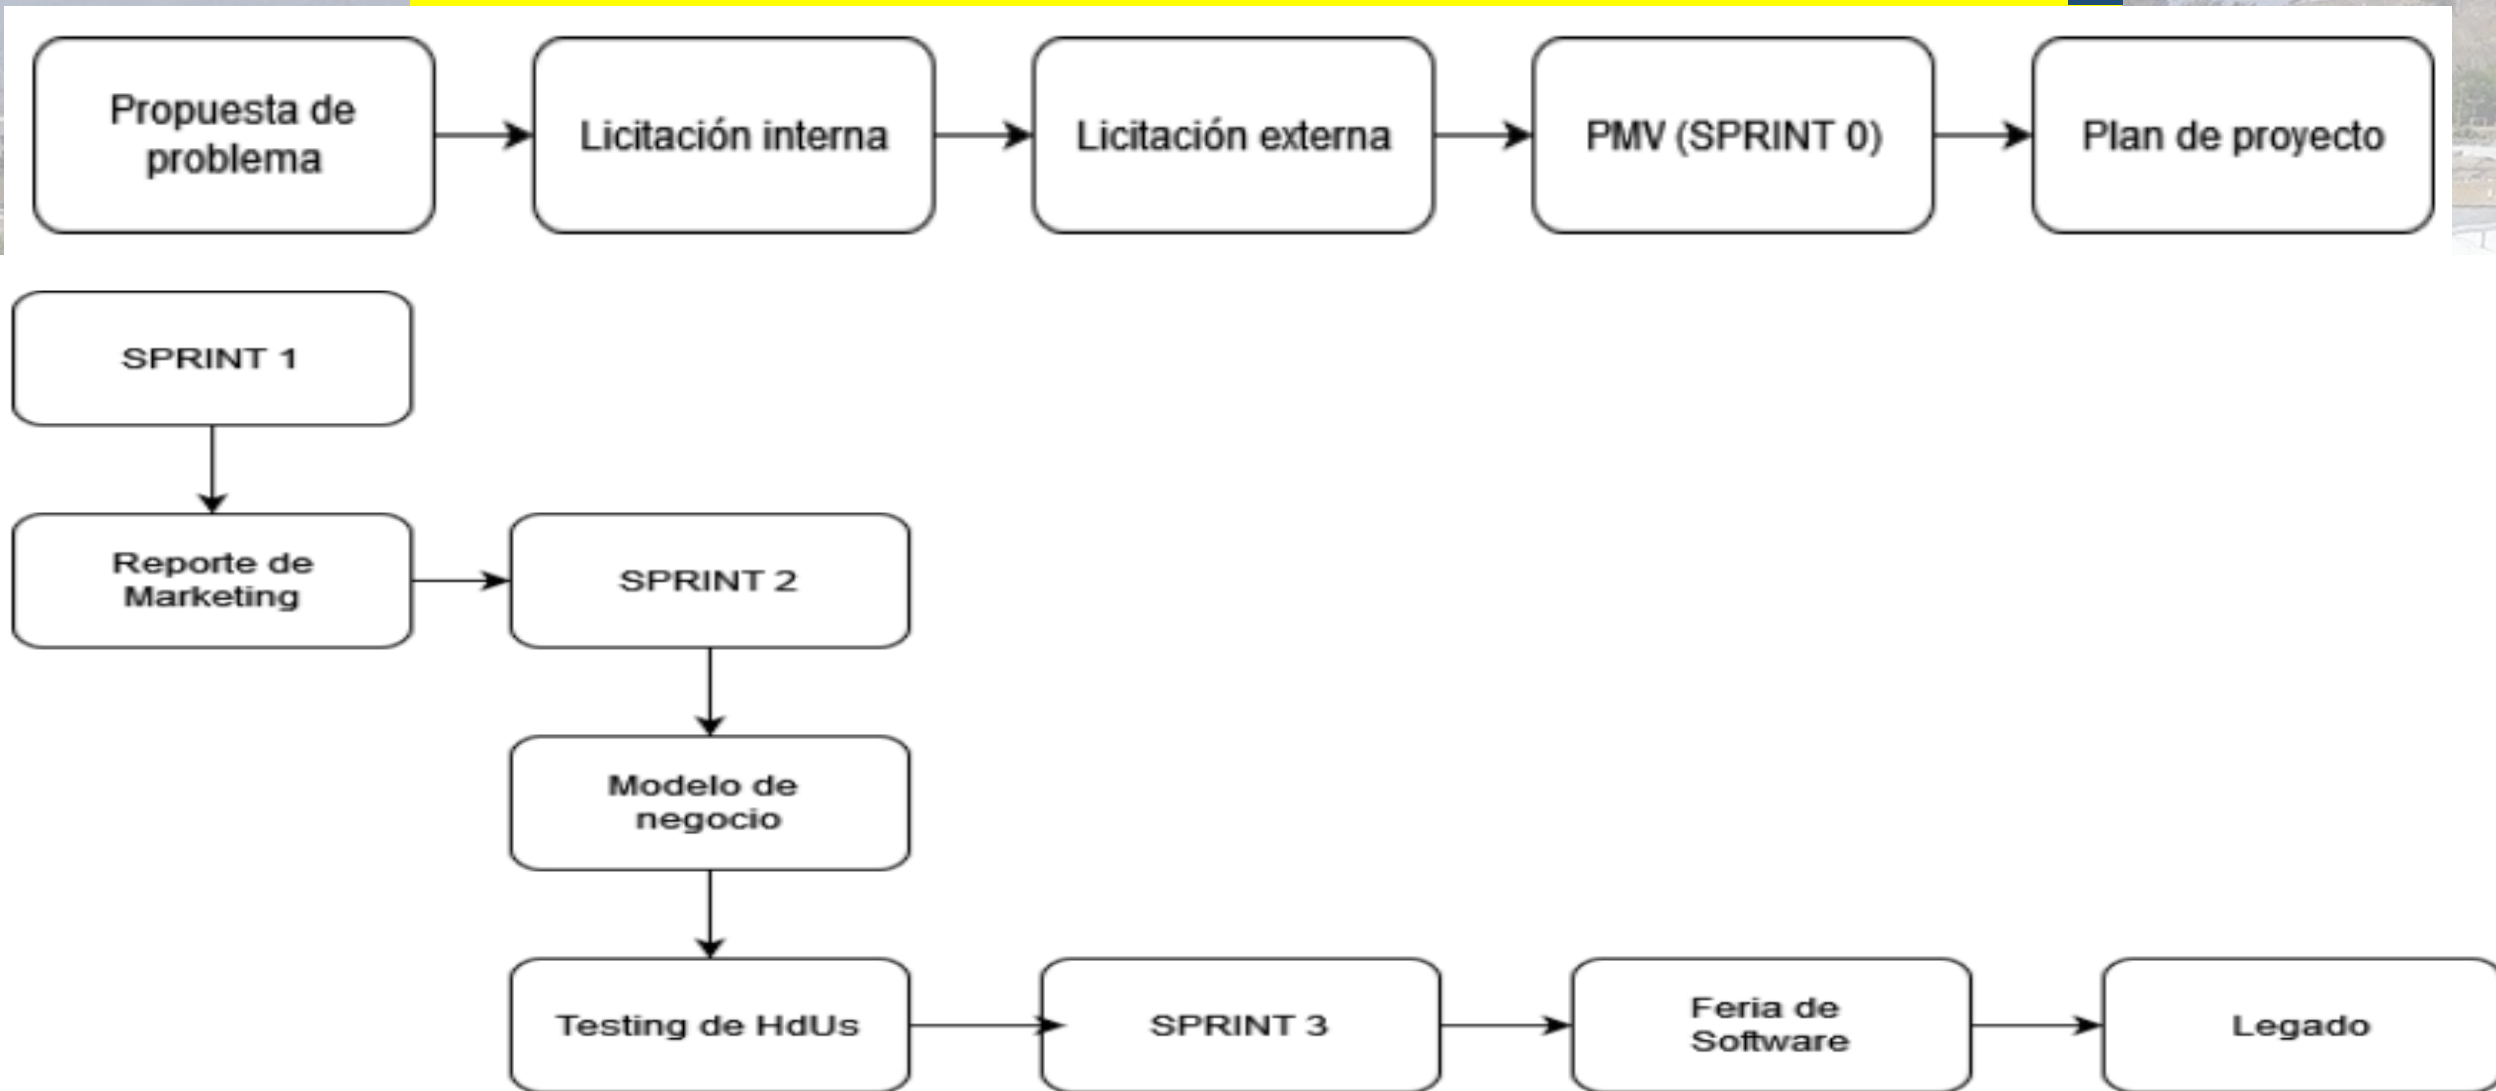 Propuesta de
problema
Licitación interna
Licitación externa
PMV (SPRINT 0)
Plan de proyecto
SPRINT 1
Reporte de
Marketing
SPRINT 2
Modelo de
negocio
Testing de HdUs
SPRINT 3
Feria de
Software
Legado